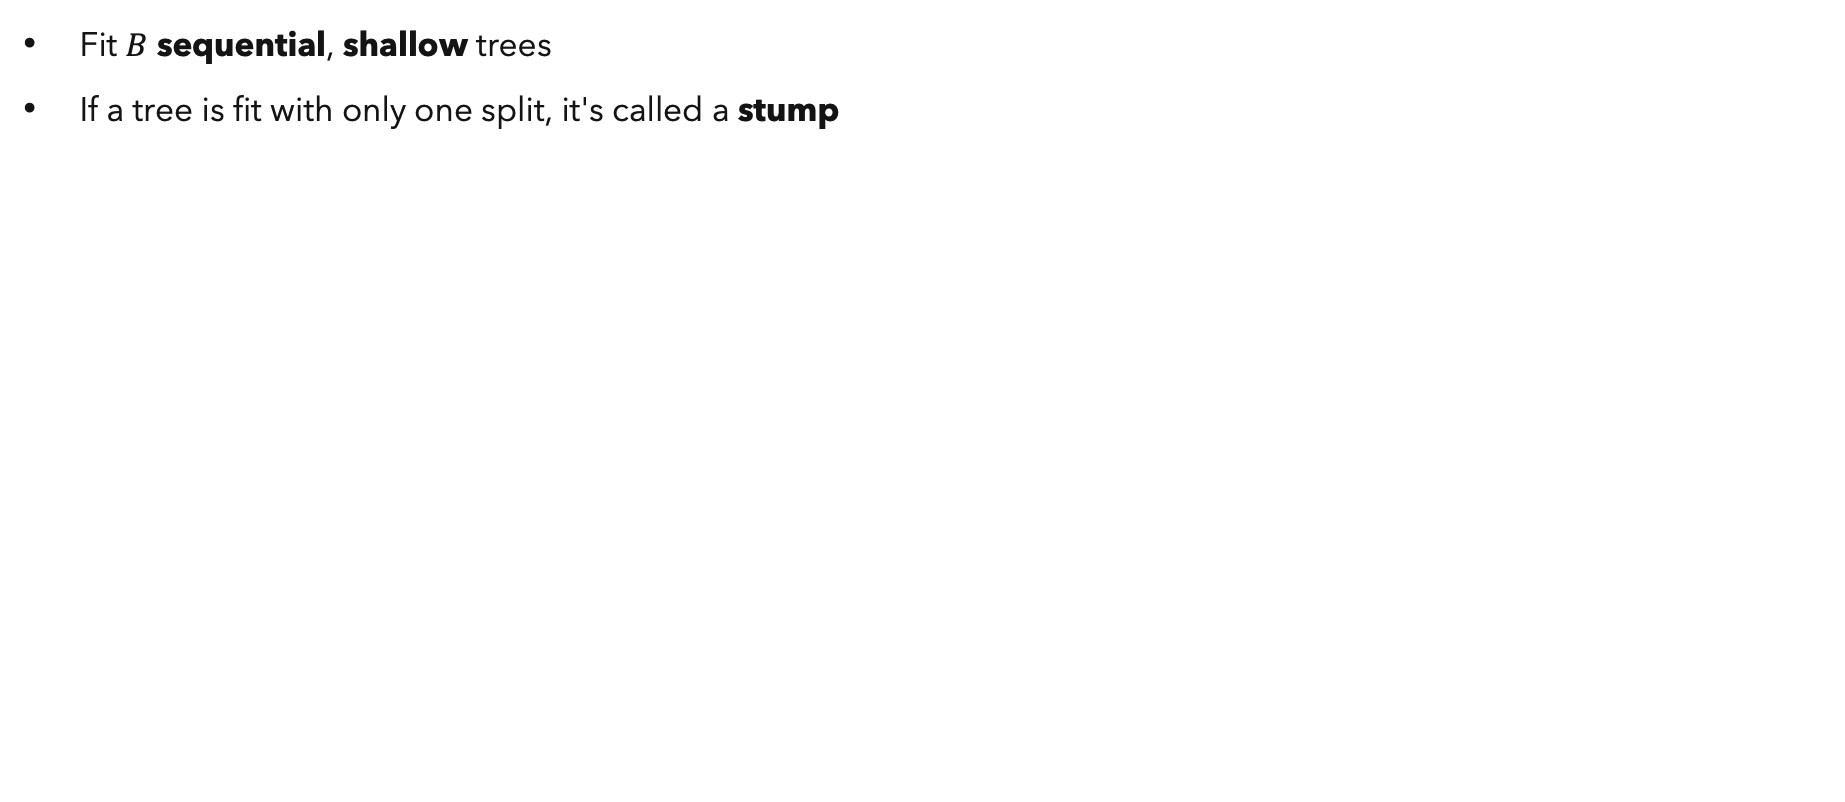 • Fit B sequential, shallow trees
• If a tree is fit with only one split, it's called a stump